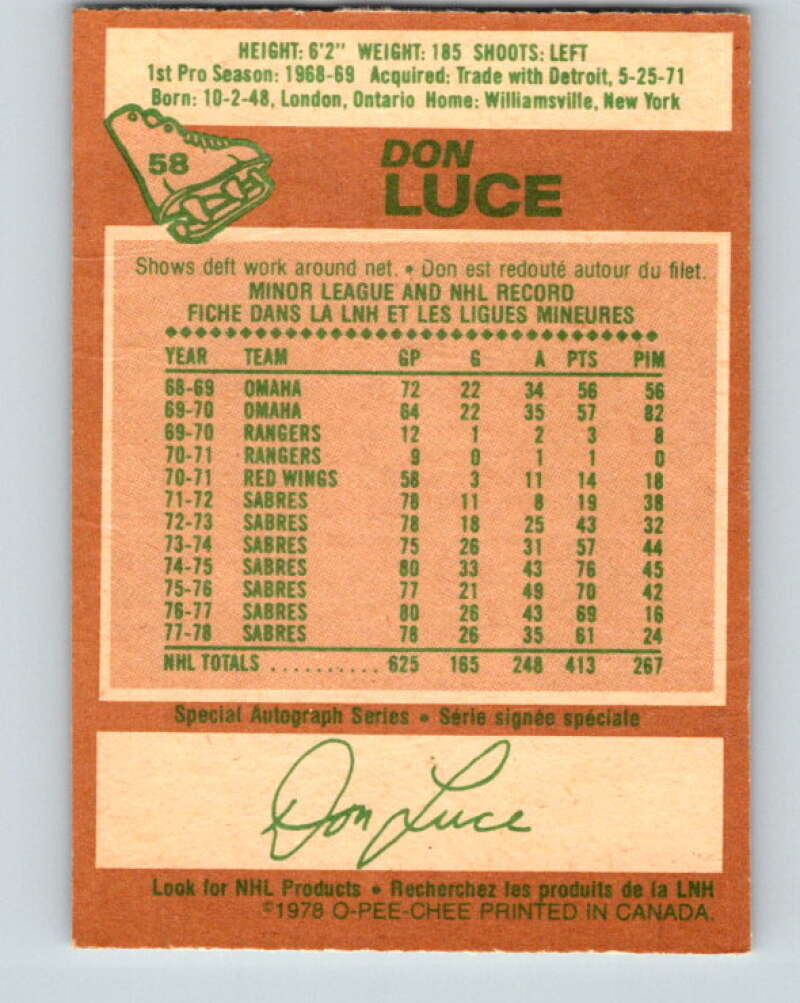 HEIGHT: 6'2" WEIGHT: 185 SHOOTS: LEFT
1st Pro Season: 1968-69 Acquired: Trade with Detroit, 5-25-71
Born: 10-2-48, London, Ontario Home: Williamsville, New York
58
DON
LUCE
Shows deft work around net. • Don est redouté autour du filet.
MINOR LEAGUE AND NHL RECORD
FICHE DANS LA LNH ET LES LIGUES MINEURES
YEAR TEAM GP G A PTS PIM
68-69 OMAHA 72 22 34 56 56
69-70 OMAHA 64 22 35 57 82
69-70 RANGERS 12 1 2 3 8
70-71 RANGERS 9 0 1 1 0
70-71 RED WINGS 58 3 11 14 18
71-72 SABRES 78 11 8 19 38
72-73 SABRES 78 18 25 43 32
73-74 SABRES 75 26 31 57 44
74-75 SABRES 80 33 43 76 45
75-76 SABRES 77 21 49 70 42
76-77 SABRES 80 26 43 69 16
77-78 SABRES 78 26 35 61 24
NHL TOTALS .......... 625 165 248 413 267
Special Autograph Series • Série signée spéciale
Don Luce
Look for NHL Products • Recherchez les produits de la LNH
©1978 O-PEE-CHEE PRINTED IN CANADA.